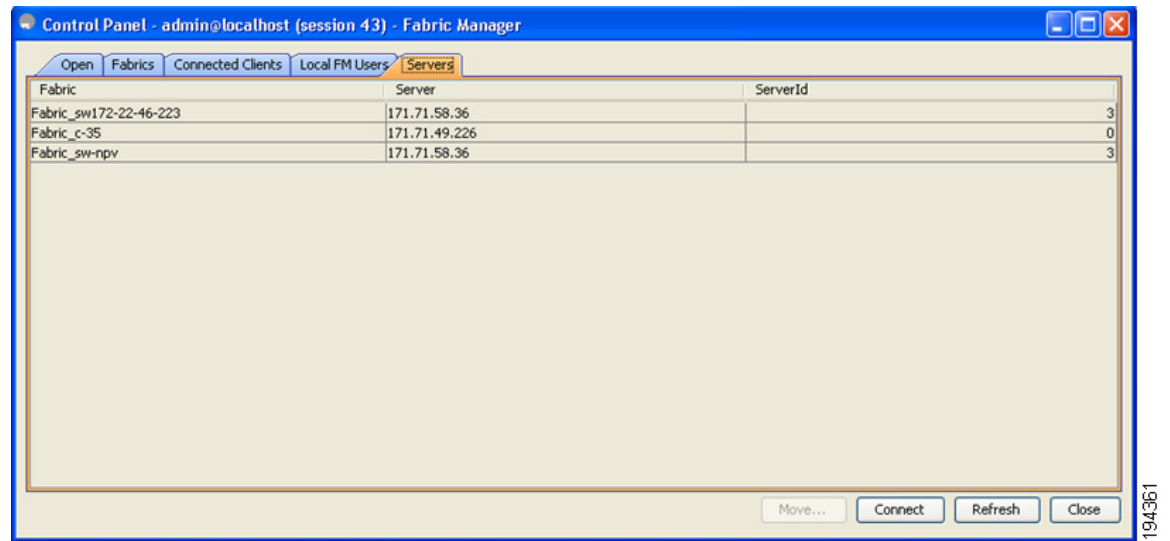 Control Panel - admin@localhost (session 43) - Fabric Manager
Open Fabrics Connected Clients Local FM Users Servers
Fabric Server ServerId
Fabric_sw172-22-46-223 171.71.58.36 3
Fabric_c-35 171.71.49.226 0
Fabric_sw-npv 171.71.58.36 3
Move... Connect Refresh Close
194361